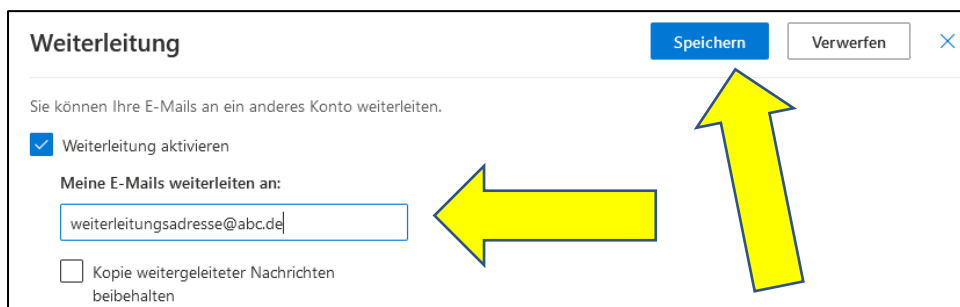 Weiterleitung
Speichern
Verwerfen
Sie können Ihre E-Mails an ein anderes Konto weiterleiten.
Weiterleitung aktivieren
Meine E-Mails weiterleiten an:
weiterleitungsadresse@abc.de
Kopie weitergeleiteter Nachrichten
beibehalten